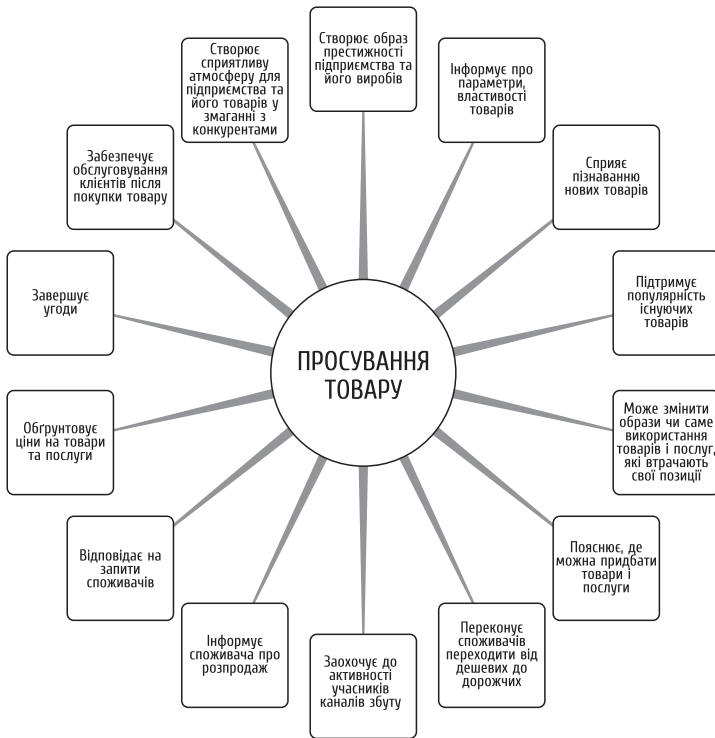 Створює образ
престижності
підприємства та
його виробів
Інформує про
параметри,
властивості
товарів
Сприяє
пізнаванню
нових товарів
Підтримує
популярність
існуючих
товарів
Може змінити
образи чи саме
використання
товарів і послуг,
які втрачають
свої позиції
Пояснює, де
можна придбати
товари і
послуги
Переконує
споживачів
переходити від
дешевих до
дорожчих
Заохочує до
активності
учасників
каналів збуту
Інформує
споживача про
розпродаж
Відповідає на
запити
споживачів
Обґрунтовує
ціни на товари
та послуги
Завершує
угоди
Забезпечує
обслуговування
клієнтів після
покупки товару
Створює
сприятливу
атмосферу для
підприємства та
його товарів у
змаганні з
конкурентами
ПРОСУВАННЯ
ТОВАРУ